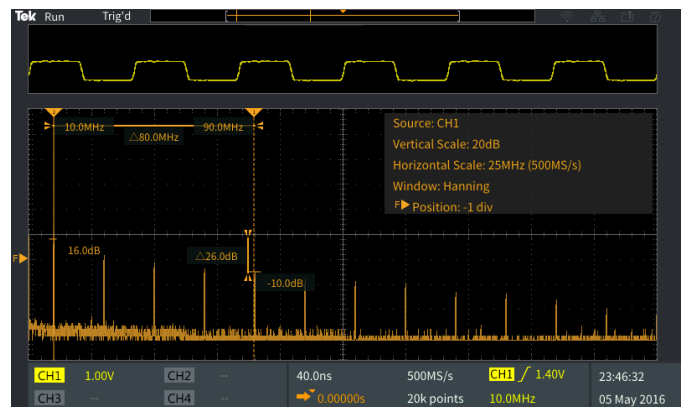 Tek Run Trig'd
10.0MHz 90.0MHz
△80.0MHz
Source: CH1
Vertical Scale: 20dB
Horizontal Scale: 25MHz (500MS/s)
Window: Hanning
F Position: -1 div
16.0dB △26.0dB
F
-10.0dB
CH1 1.00V CH2 -- 40.0ns 500MS/s CH1 1.40V 23:46:32
CH3 -- CH4 -- 0.00000s 20k points 10.0MHz 05 May 2016